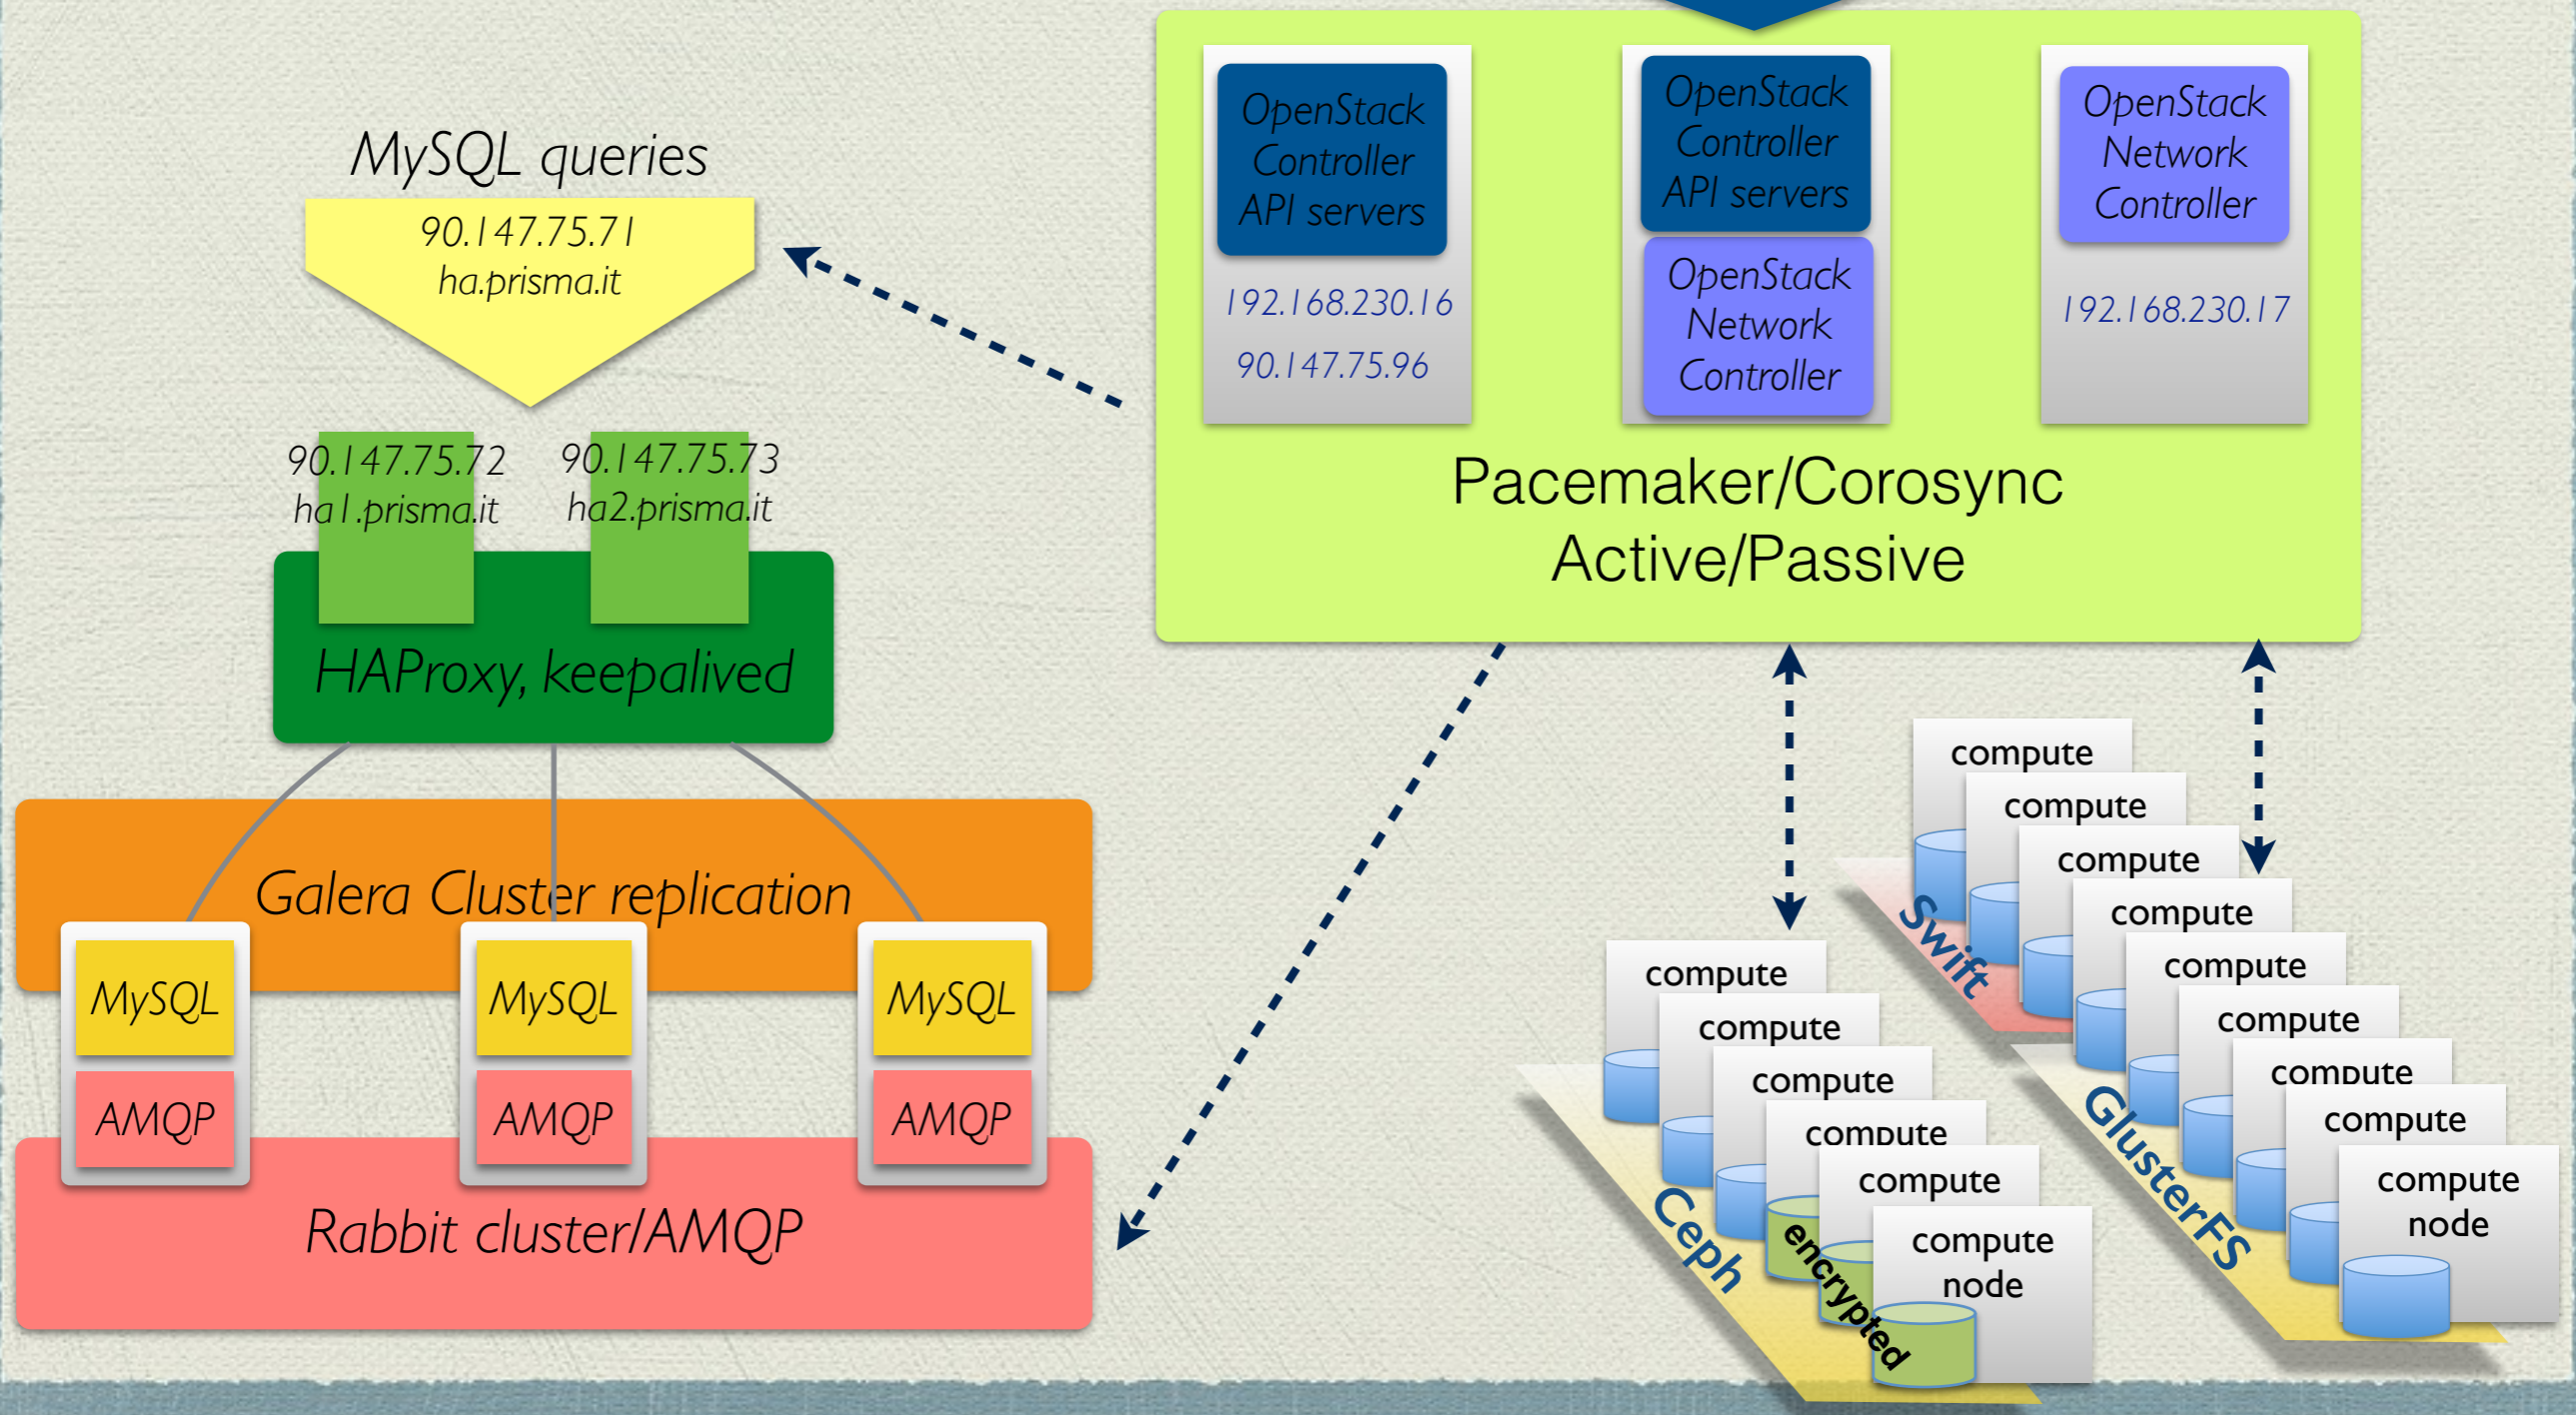 MySQL queries
90.147.75.71
ha.prisma.it
90.147.75.72
ha1.prisma.it
90.147.75.73
ha2.prisma.it
HAProxy, keepalived
Galera Cluster replication
MySQL
MySQL
MySQL
AMQP
AMQP
AMQP
Rabbit cluster/AMQP
OpenStack
Controller
API servers
192.168.230.16
90.147.75.96
OpenStack
Controller
API servers
OpenStack
Network
Controller
OpenStack
Network
Controller
192.168.230.17
Pacemaker/Corosync
Active/Passive
compute
compute
compute
compute
compute
compute
node
Ceph
encrypted
compute
compute
compute
compute
compute
compute
compute
compute
compute
node
Swift
GlusterFS